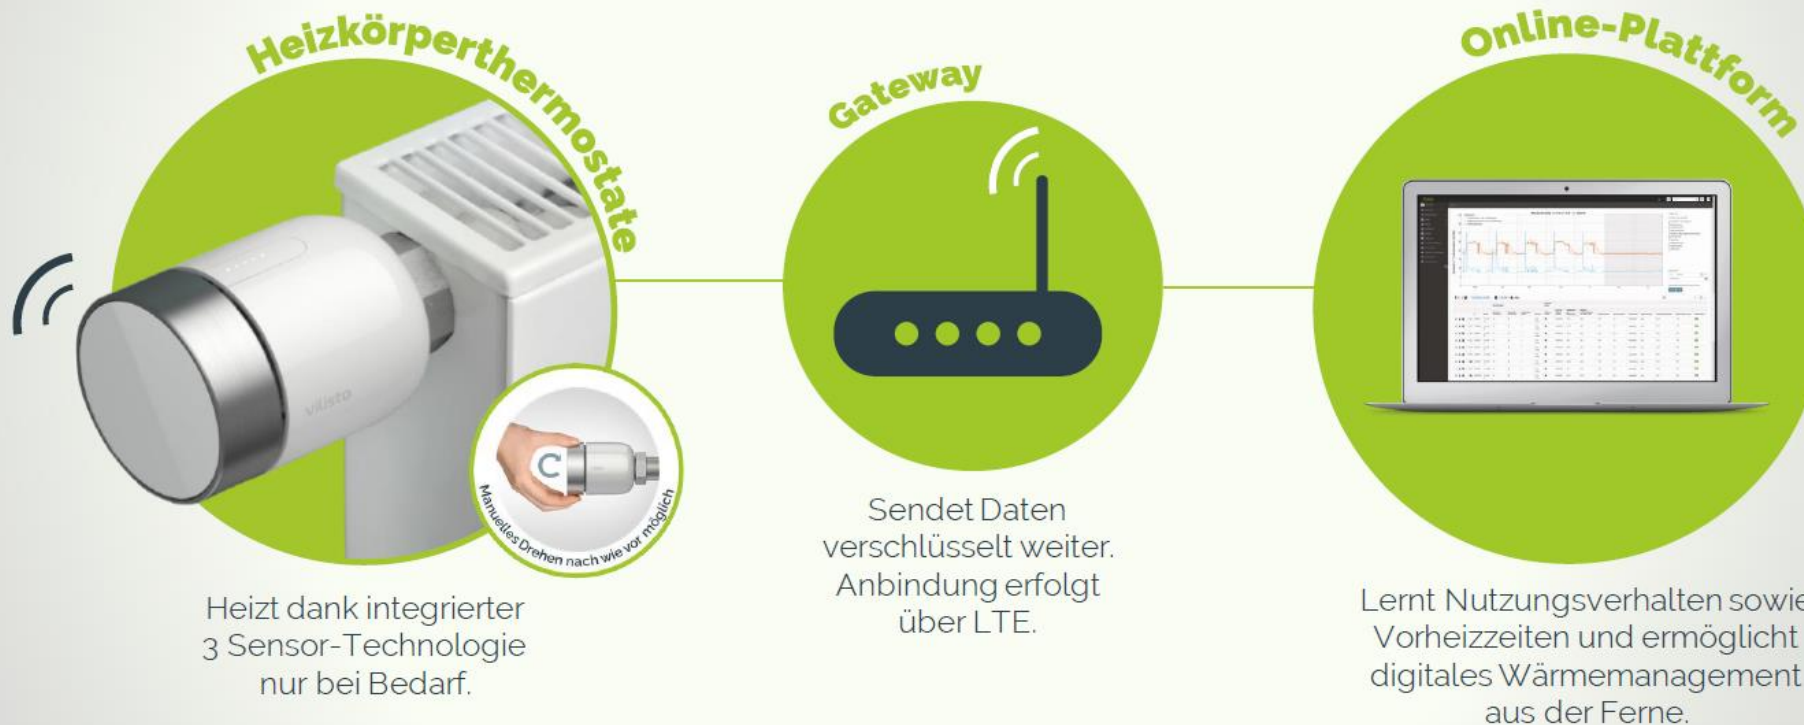 Heizkörperthermostate
vilisto
Manuelles Drehen nach wie vor möglich
Heizt dank integrierter
3 Sensor-Technologie
nur bei Bedarf.
Gateway
Sendet Daten
verschlüsselt weiter.
Anbindung erfolgt
über LTE.
Online-Plattform
Lernt Nutzungsverhalten sowie
Vorheizzeiten und ermöglicht
digitales Wärmemanagement
aus der Ferne.